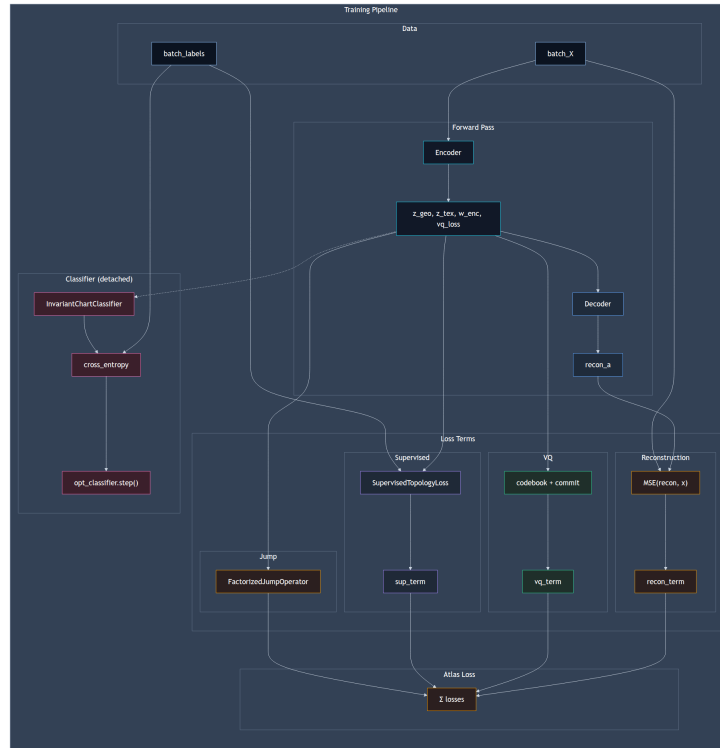 Training Pipeline
Data
batch_labels
batch_X
Forward Pass
Encoder
z_geo, z_tex, w_enc,
vq_loss
Classifier (detached)
InvariantChartClassifier
Decoder
cross_entropy
recon_a
Loss Terms
Supervised
VQ
Reconstruction
opt_classifier.step()
SupervisedTopologyLoss
codebook + commit
MSE(recon, x)
Jump
FactorizedJumpOperator
sup_term
vq_term
recon_term
Atlas Loss
Σ losses